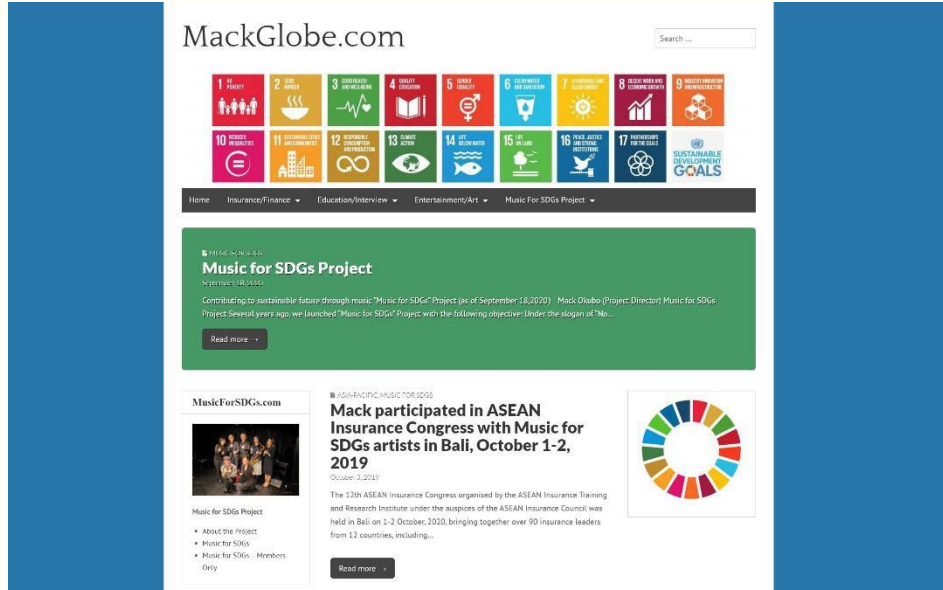 MackGlobe.com
Search ...
1 NO
POVERTY
2 ZERO
HUNGER
3 GOOD HEALTH
AND WELL-BEING
4 QUALITY
EDUCATION
5 GENDER
EQUALITY
6 CLEAN WATER
AND SANITATION
7 AFFORDABLE AND
CLEAN ENERGY
8 DECENT WORK AND
ECONOMIC GROWTH
9 INDUSTRY, INNOVATION
AND INFRASTRUCTURE
10 REDUCED
INEQUALITIES
11 SUSTAINABLE CITIES
AND COMMUNITIES
12 RESPONSIBLE
CONSUMPTION
AND PRODUCTION
13 CLIMATE
ACTION
14 LIFE
BELOW WATER
15 LIFE
ON LAND
16 PEACE, JUSTICE
AND STRONG
INSTITUTIONS
17 PARTNERSHIPS
FOR THE GOALS
SUSTAINABLE
DEVELOPMENT
GOALS
Home Insurance/Finance Education/Interview Entertainment/Art Music For SDGs Project
MUSIC FOR SDGS
Music for SDGs Project
September 18, 2020
Contributing to sustainable future through music "Music for SDGs" Project (as of September 18,2020) Mack Okubo (Project Director) Music for SDGs
Project Several years ago, we launched "Music for SDGs" Project with the following objective: Under the slogan of "No...
Read more →
MusicForSDGs.com
Music for SDGs Project
• About the Project
• Music for SDGs
• Music for SDGs – Members
Only
ASIA-PACIFIC, MUSIC FOR SDGS
Mack participated in ASEAN
Insurance Congress with Music for
SDGs artists in Bali, October 1-2,
2019
October 3, 2019
The 12th ASEAN Insurance Congress organised by the ASEAN Insurance Training
and Research Institute under the auspices of the ASEAN Insurance Council was
held in Bali on 1-2 October, 2020, bringing together over 90 insurance leaders
from 12 countries, including...
Read more →